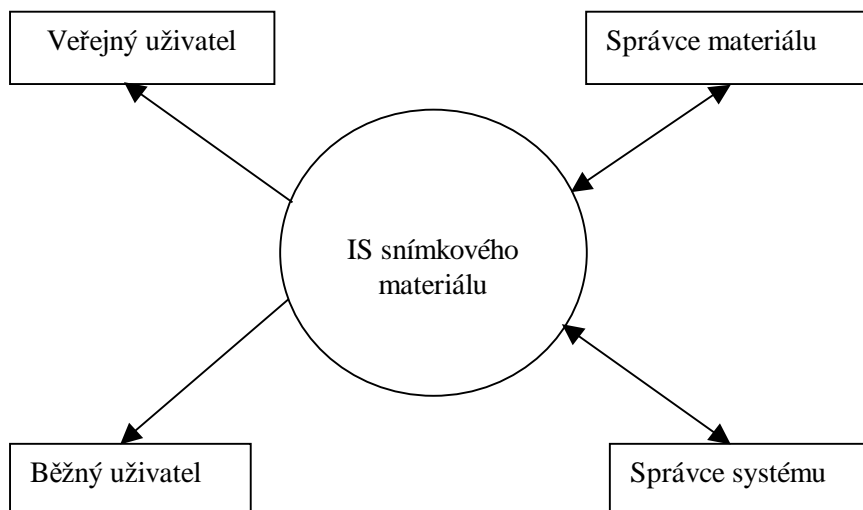 Veřejný uživatel
Správce materiálu
IS snímkového
materiálu
Běžný uživatel
Správce systému